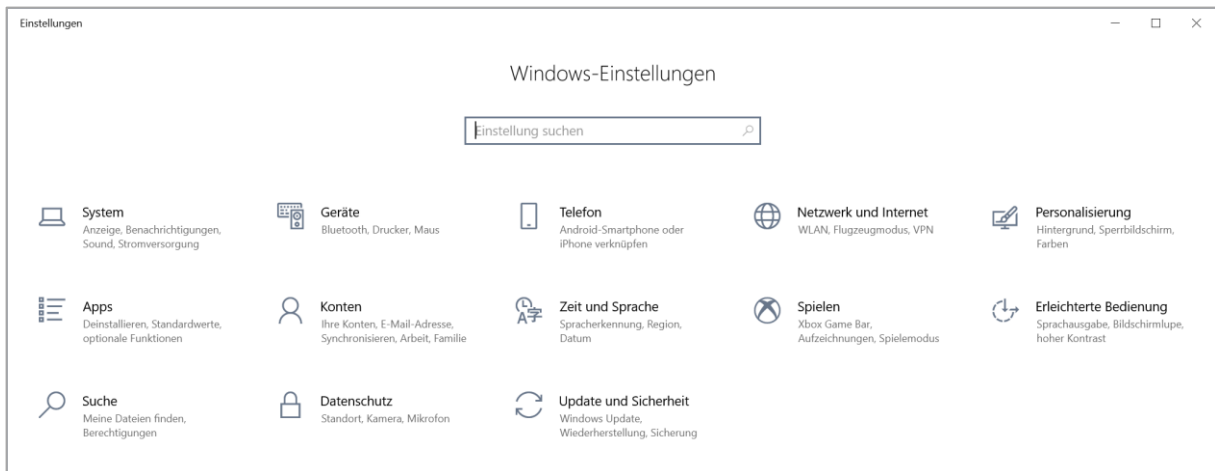 Einstellungen
Windows-Einstellungen
Einstellung suchen
System
Anzeige, Benachrichtigungen,
Sound, Stromversorgung
Geräte
Bluetooth, Drucker, Maus
Telefon
Android-Smartphone oder
iPhone verknüpfen
Netzwerk und Internet
WLAN, Flugzeugmodus, VPN
Personalisierung
Hintergrund, Sperrbildschirm,
Farben
Apps
Deinstallieren, Standardwerte,
optionale Funktionen
Konten
Ihre Konten, E-Mail-Adresse,
Synchronisieren, Arbeit, Familie
Zeit und Sprache
Spracherkennung, Region,
Datum
Spielen
Xbox Game Bar,
Aufzeichnungen, Spielemodus
Erleichterte Bedienung
Sprachausgabe, Bildschirmlupe,
hoher Kontrast
Suche
Meine Dateien finden,
Berechtigungen
Datenschutz
Standort, Kamera, Mikrofon
Update und Sicherheit
Windows Update,
Wiederherstellung, Sicherung